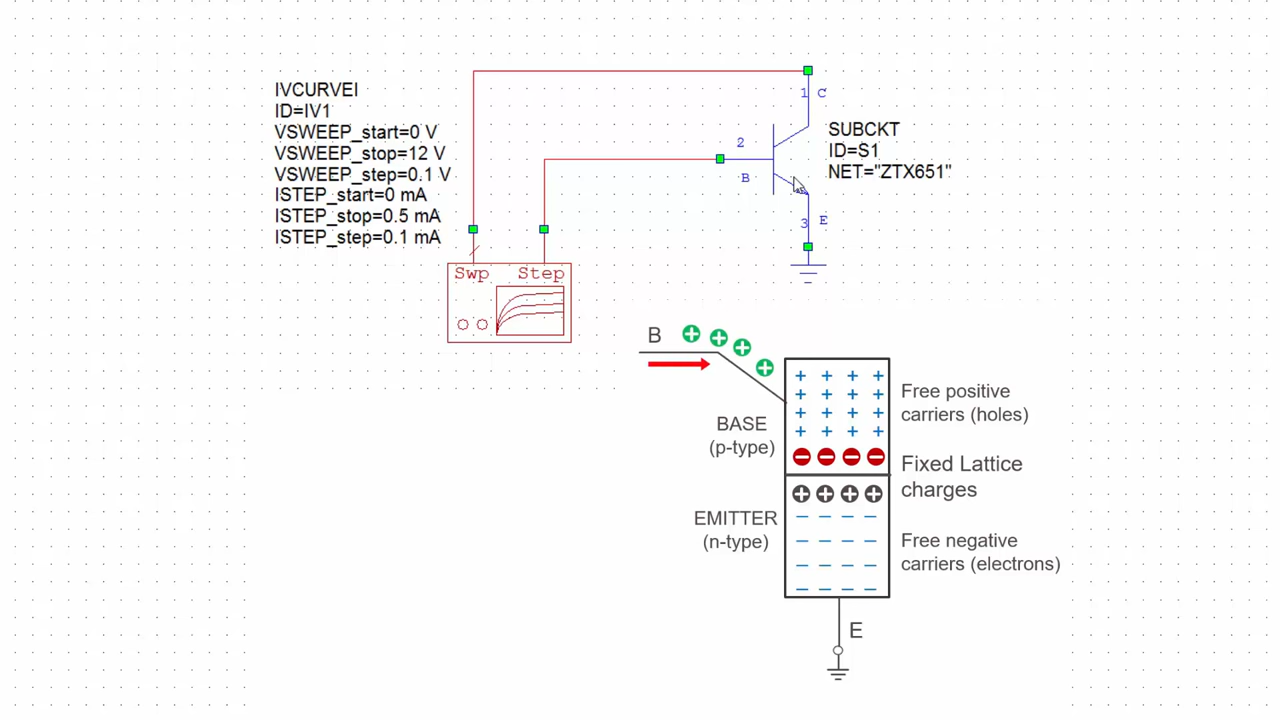 IVCURVEI
ID=IV1
VSWEEP_start=0 V
VSWEEP_stop=12 V
VSWEEP_step=0.1 V
ISTEP_start=0 mA
ISTEP_stop=0.5 mA
ISTEP_step=0.1 mA
Swp Step
1 C
2
B
3 E
SUBCKT
ID=S1
NET="ZTX651"
B
BASE
(p-type)
Free positive
carriers (holes)
Fixed Lattice
charges
EMITTER
(n-type)
Free negative
carriers (electrons)
E